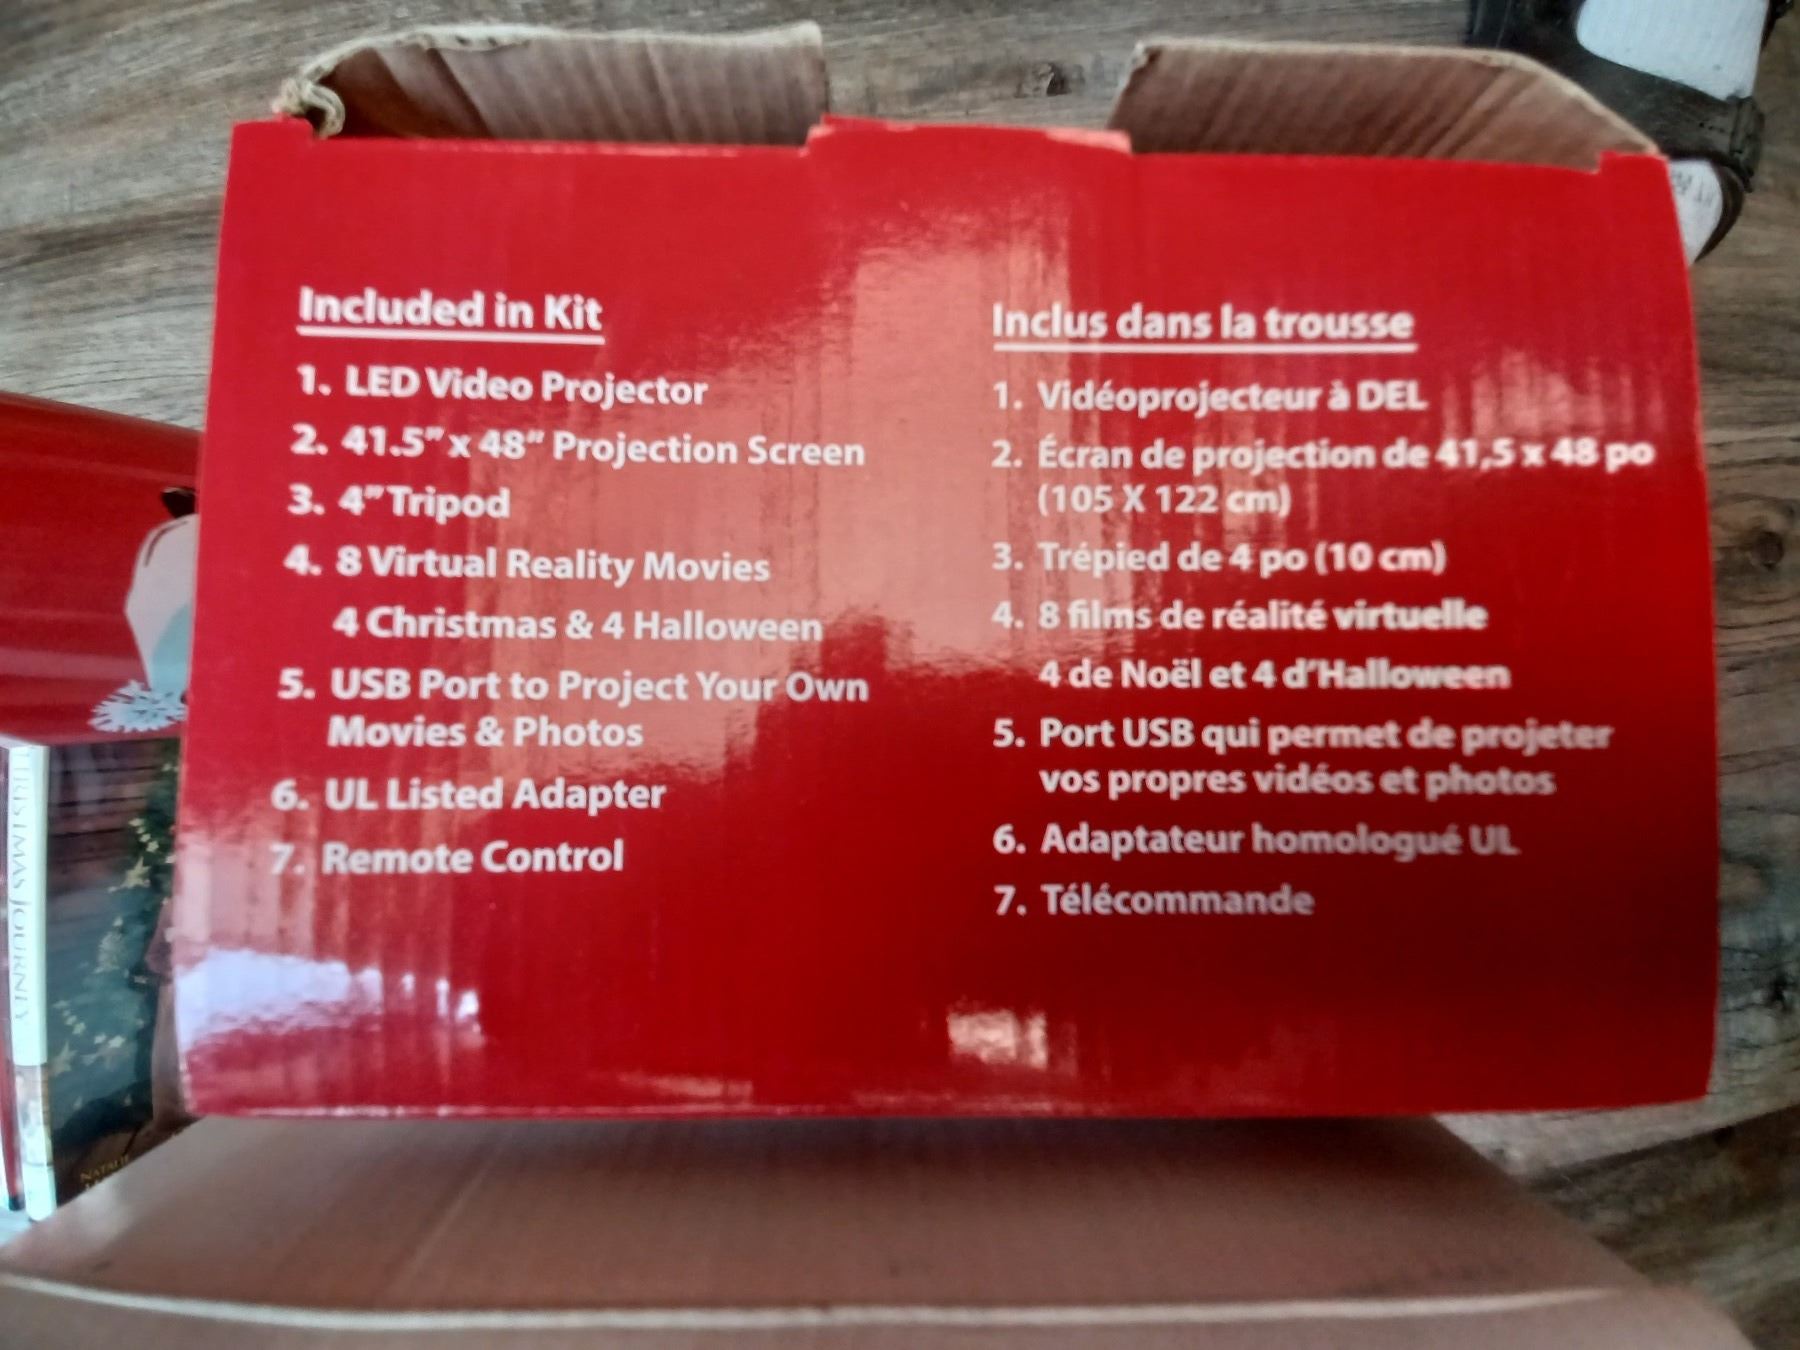 Included in Kit
1. LED Video Projector
2. 41.5” x 48” Projection Screen
3. 4” Tripod
4. 8 Virtual Reality Movies
4 Christmas & 4 Halloween
5. USB Port to Project Your Own
Movies & Photos
6. UL Listed Adapter
7. Remote Control
Inclus dans la trousse
1. Vidéoprojecteur à DEL
2. Écran de projection de 41,5 x 48 po
(105 X 122 cm)
3. Trépied de 4 po (10 cm)
4. 8 films de réalité virtuelle
4 de Noël et 4 d’Halloween
5. Port USB qui permet de projeter
vos propres vidéos et photos
6. Adaptateur homologué UL
7. Télécommande
JOURNEY
NATALIE